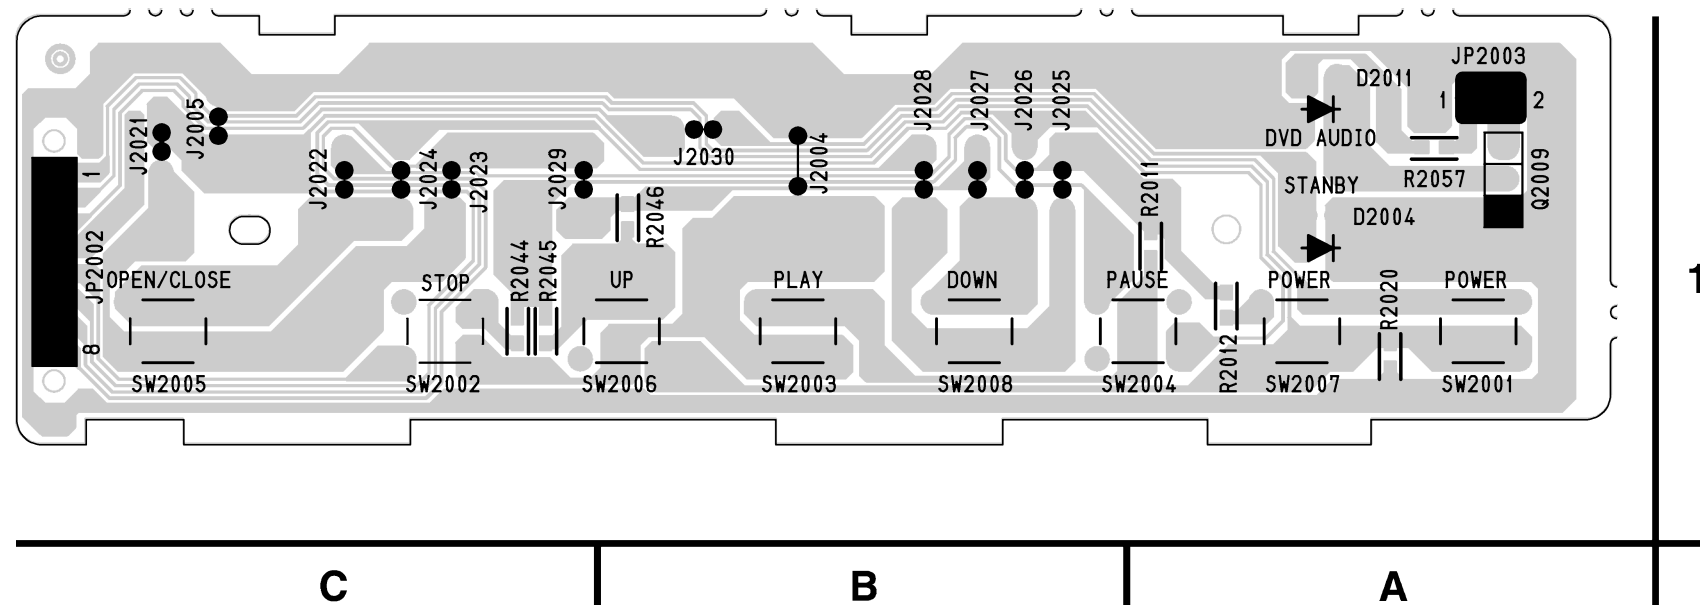 JP2003
D2011
1 2
DVD AUDIO
R2057
Q2009
STANBY
D2004
J2021
J2005
J2022
J2024
J2023
J2029
J2030
J2004
J2028
J2027
J2026
J2025
R2011
R2046
1
JP2002
8
R2044
R2045
R2012
R2020
OPEN/CLOSE STOP UP PLAY DOWN PAUSE POWER POWER
SW2005 SW2002 SW2006 SW2003 SW2008 SW2004 SW2007 SW2001
1
C B A